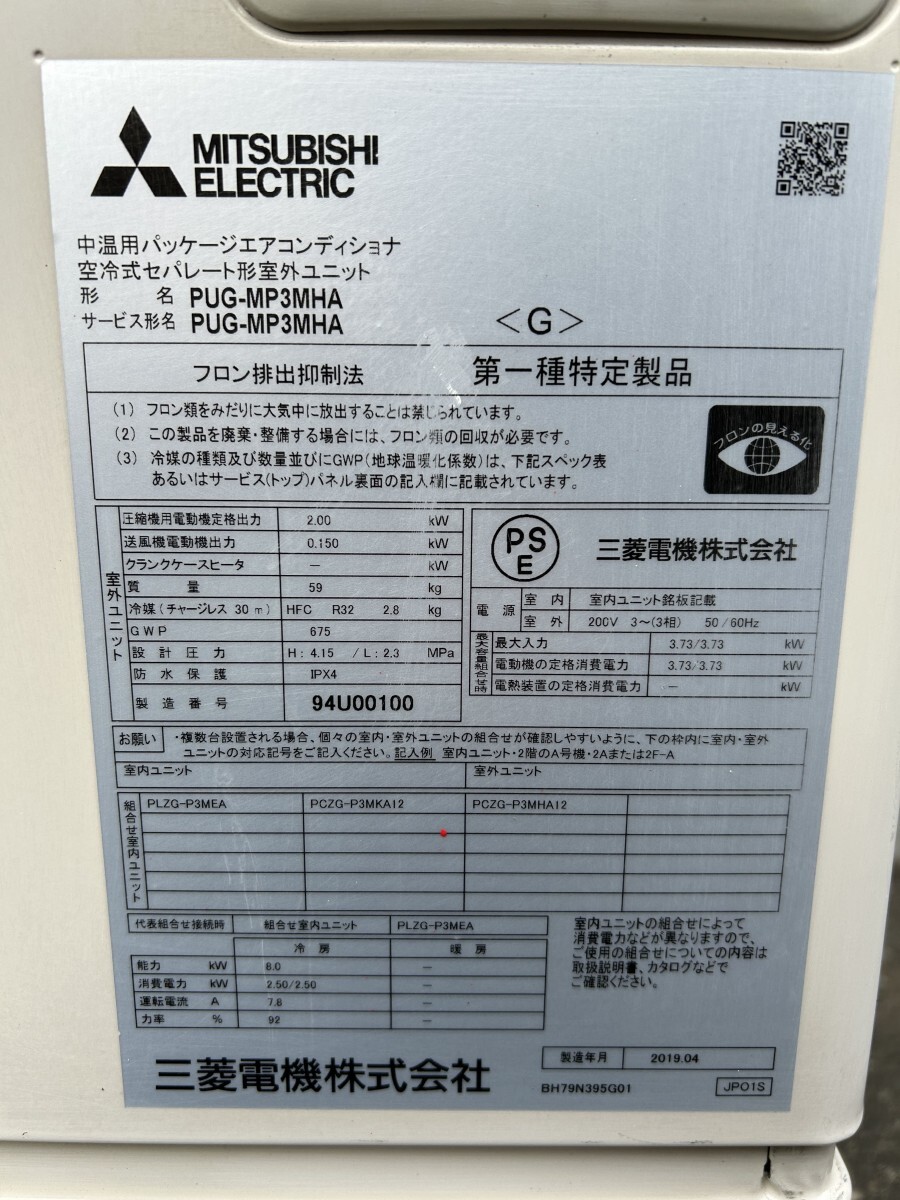 MITSUBISHI
ELECTRIC
中温用パッケージエアコンディショナ
空冷式セパレート形室外ユニット
形 名 PUG-MP3MHA
サービス形名 PUG-MP3MHA <G>
フロン排出抑制法 第一種特定製品
(1) フロン類をみだりに大気中に放出することは禁じられています。
(2) この製品を廃棄・整備する場合には、フロン類の回収が必要です。
(3) 冷媒の種類及び数量並びにGWP(地球温暖化係数)は、下記スペック表
あるいはサービス(トップ)パネル裏面の記入欄に記載されています。
フロンの見える化
室外ユニット
圧縮機用電動機定格出力 2.00 kW
送風機電動機出力 0.150 kW
クランクケースヒータ － kW
質 量 59 kg
冷媒(チャージレス 30m) HFC R32 2.8 kg
GWP 675
設計圧力 H:4.15 /L:2.3 MPa
防水保護 IPX4
製造番号 94U00100
PS
E
三菱電機株式会社
電源 室内 室内ユニット銘板記載
室外 200V 3～(3相) 50/60Hz
最大容量組合せ時
最大入力 3.73/3.73 kW
電動機の定格消費電力 3.73/3.73 kW
電熱装置の定格消費電力 － kW
お願い ・複数台設置される場合、個々の室内・室外ユニットの組合せが確認しやすいように、下の枠内に室内・室外
ユニットの対応記号をご記入ください。記入例 室内ユニット・2階のA号機・2Aまたは2F-A
室内ユニット 室外ユニット
組合せ室内ユニット
PLZG-P3MEA PCZG-P3MKA12 PCZG-P3MHA12
代表組合せ接続時 組合せ室内ユニット PLZG-P3MEA
冷房 暖房
能力 kW 8.0 －
消費電力 kW 2.50/2.50 －
運転電流 A 7.8 －
力率 % 92 －
室内ユニットの組合せによって
消費電力などが異なりますので、
ご使用の組合せについての内容は
取扱説明書、カタログなどで
ご確認ください。
三菱電機株式会社
製造年月 2019.04
BH79N395G01 JP01S